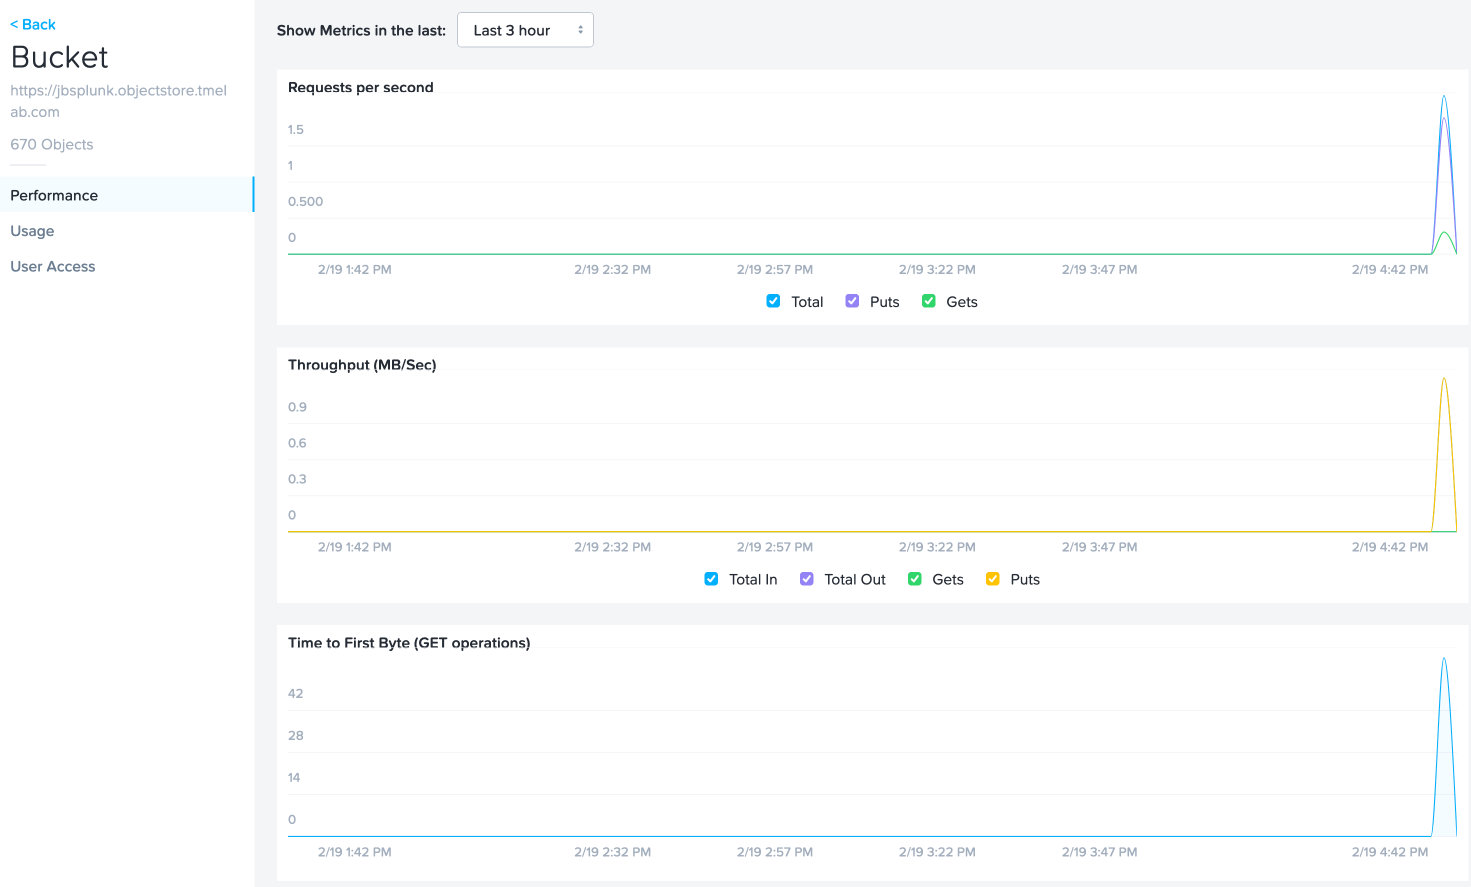 < Back
Bucket
https://jbsplunk.objectstore.tmel
ab.com
670 Objects
Performance
Usage
User Access
Show Metrics in the last: Last 3 hour
Requests per second
1.5
1
0.500
0
2/19 1:42 PM 2/19 2:32 PM 2/19 2:57 PM 2/19 3:22 PM 2/19 3:47 PM 2/19 4:42 PM
Total Puts Gets
Throughput (MB/Sec)
0.9
0.6
0.3
0
2/19 1:42 PM 2/19 2:32 PM 2/19 2:57 PM 2/19 3:22 PM 2/19 3:47 PM 2/19 4:42 PM
Total In Total Out Gets Puts
Time to First Byte (GET operations)
42
28
14
0
2/19 1:42 PM 2/19 2:32 PM 2/19 2:57 PM 2/19 3:22 PM 2/19 3:47 PM 2/19 4:42 PM